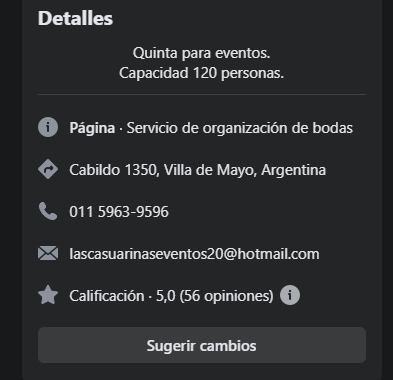 Detalles
Quinta para eventos.
Capacidad 120 personas.
Página · Servicio de organización de bodas
Cabildo 1350, Villa de Mayo, Argentina
011 5963-9596
lascasuarinaseventos20@hotmail.com
Calificación · 5,0 (56 opiniones)
Sugerir cambios